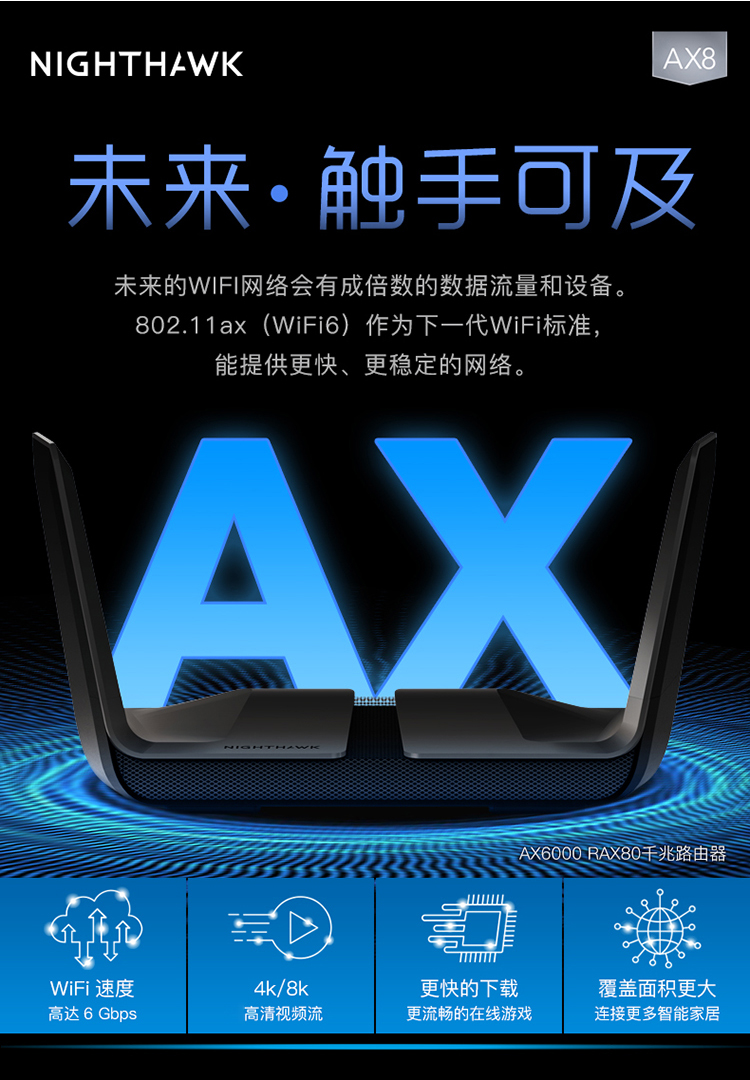 NIGHTHAWK
AX8
未来·触手可及
未来的WIFI网络会有成倍数的数据流量和设备。
802.11ax（WiFi6）作为下一代WiFi标准，
能提供更快、更稳定的网络。
AX
NIGHTHAWK
AX6000 RAX80千兆路由器
WiFi 速度
高达 6 Gbps
4k/8k
高清视频流
更快的下载
更流畅的在线游戏
覆盖面积更大
连接更多智能家居